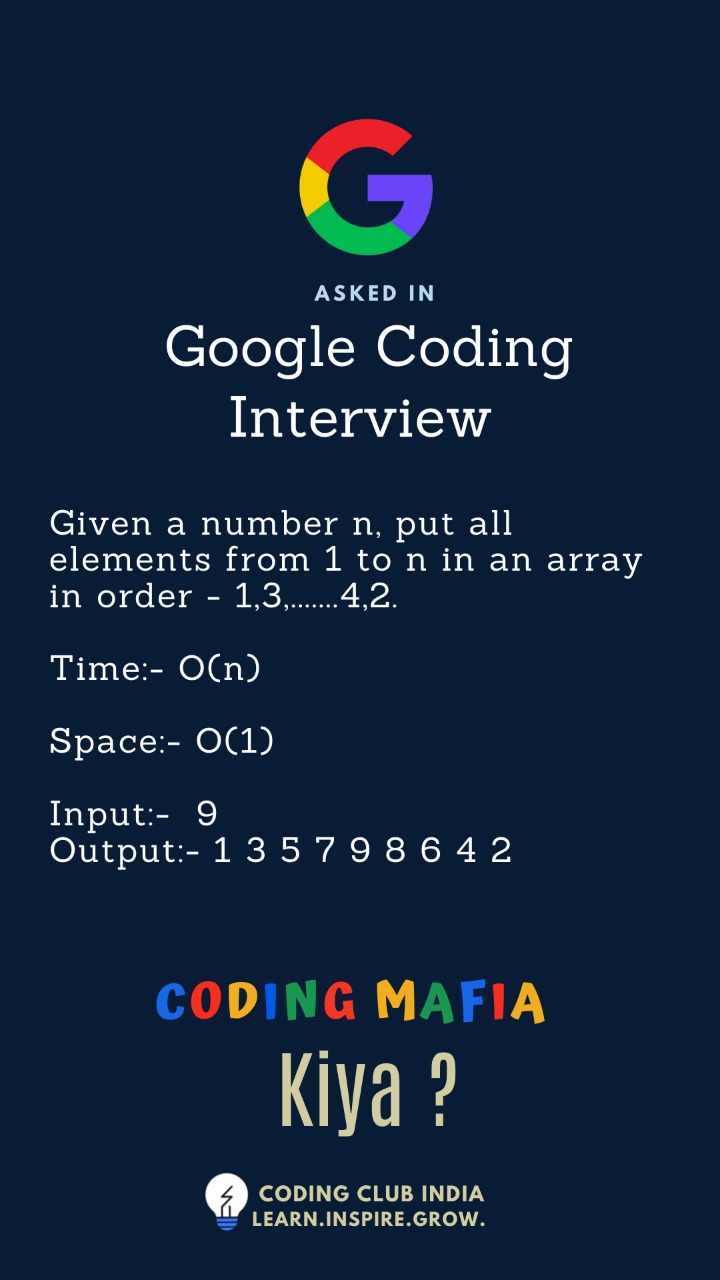 ASKED IN
Google Coding
Interview
Given a number n, put all
elements from 1 to n in an array
in order - 1,3,.......4,2.
Time:- O(n)
Space:- O(1)
Input:-  9
Output:- 1 3 5 7 9 8 6 4 2
CODING MAFIA
Kiya ?
CODING CLUB INDIA
LEARN.INSPIRE.GROW.